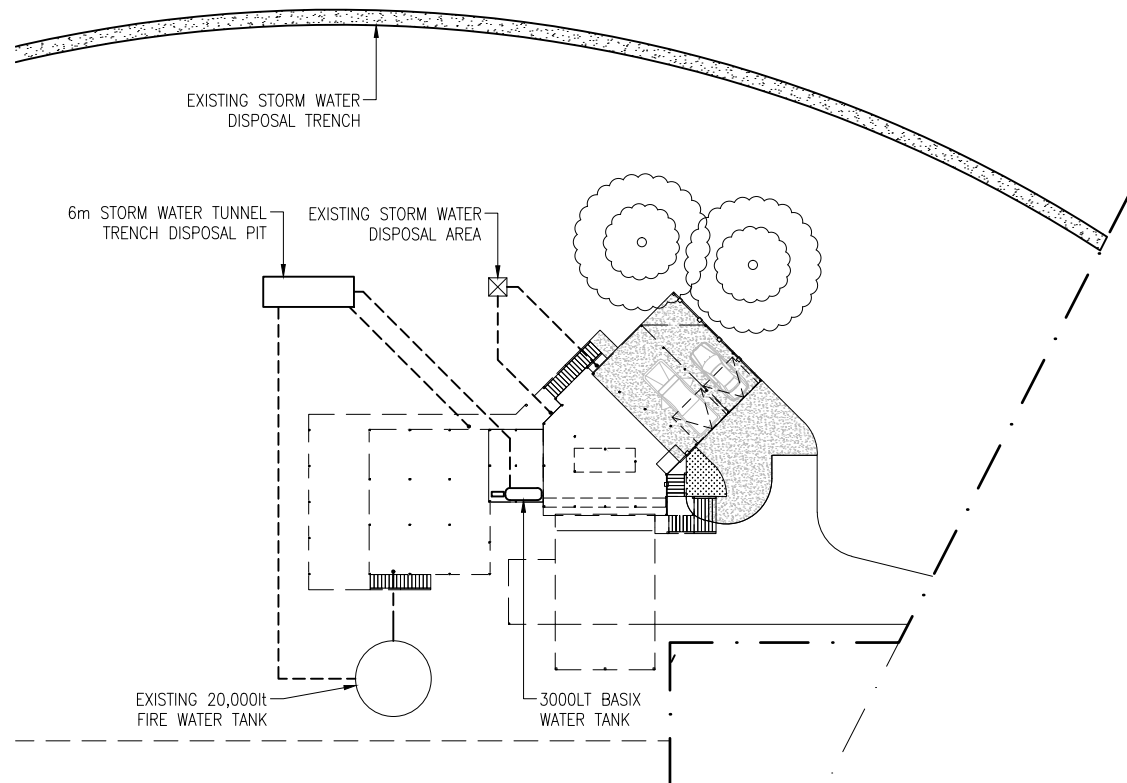 EXISTING STORM WATER
DISPOSAL TRENCH
6m STORM WATER TUNNEL
TRENCH DISPOSAL PIT
EXISTING STORM WATER
DISPOSAL AREA
EXISTING 20,000lt
FIRE WATER TANK
3000LT BASIX
WATER TANK